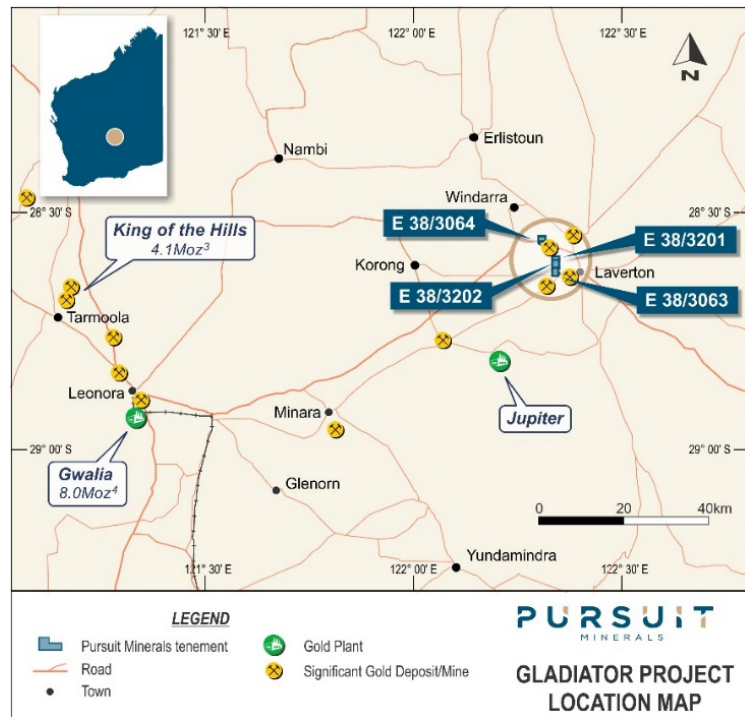 121° 30' E
122° 00' E
122° 30' E
N
Nambi
Erlistoun
Windarra
28° 30' S
28° 30' S
King of the Hills
4.1Moz³
E 38/3064
E 38/3201
Korong
Laverton
E 38/3202
E 38/3063
Tarmoola
Leonora
Minara
Jupiter
29° 00' S
29° 00' S
Gwalia
8.0Moz⁴
Glenorn
0 20 40km
Yundamindra
121° 30' E
122° 00' E
122° 30' E
LEGEND
Pursuit Minerals tenement
Road
Town
Gold Plant
Significant Gold Deposit/Mine
PURSUIT
MINERALS
GLADIATOR PROJECT
LOCATION MAP